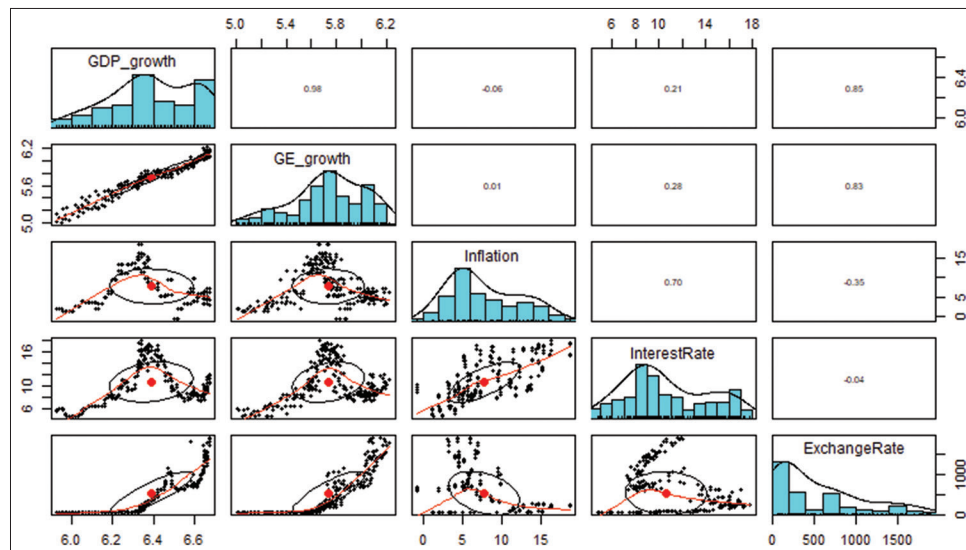 5.0 5.4 5.8 6.2 6 8 10 14 18
GDP_growth
0.98 -0.06 0.21 0.85
6.0 6.4
5.0 5.6 6.2
GE_growth
0.01 0.28 0.83
Inflation
0.70 -0.35
0 5 10 15
6 10 16
InterestRate
-0.04
ExchangeRate
0 1000
6.0 6.2 6.4 6.6 0 5 10 15 0 500 1000 1500